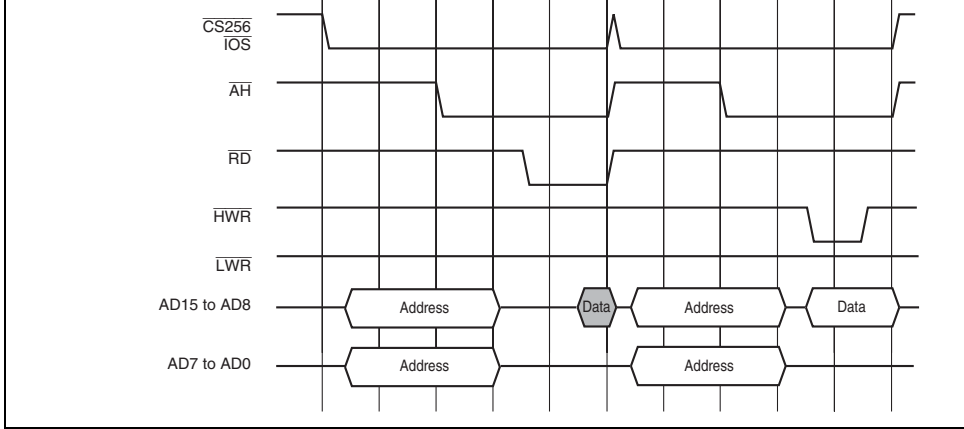 CS256
IOS
AH
RD
HWR
LWR
AD15 to AD8 Address Data Address Data
AD7 to AD0 Address Address